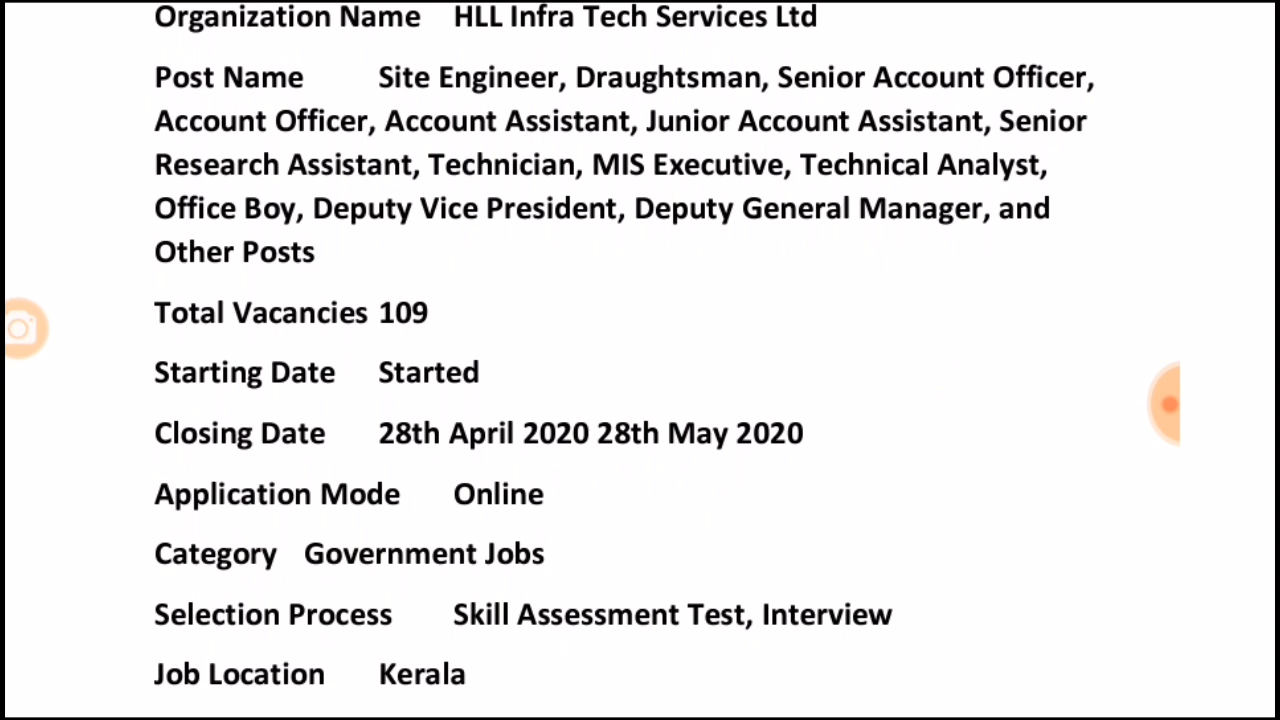 Organization Name HLL Infra Tech Services Ltd
Post Name Site Engineer, Draughtsman, Senior Account Officer,
Account Officer, Account Assistant, Junior Account Assistant, Senior
Research Assistant, Technician, MIS Executive, Technical Analyst,
Office Boy, Deputy Vice President, Deputy General Manager, and
Other Posts
Total Vacancies 109
Starting Date Started
Closing Date 28th April 2020 28th May 2020
Application Mode Online
Category Government Jobs
Selection Process Skill Assessment Test, Interview
Job Location Kerala